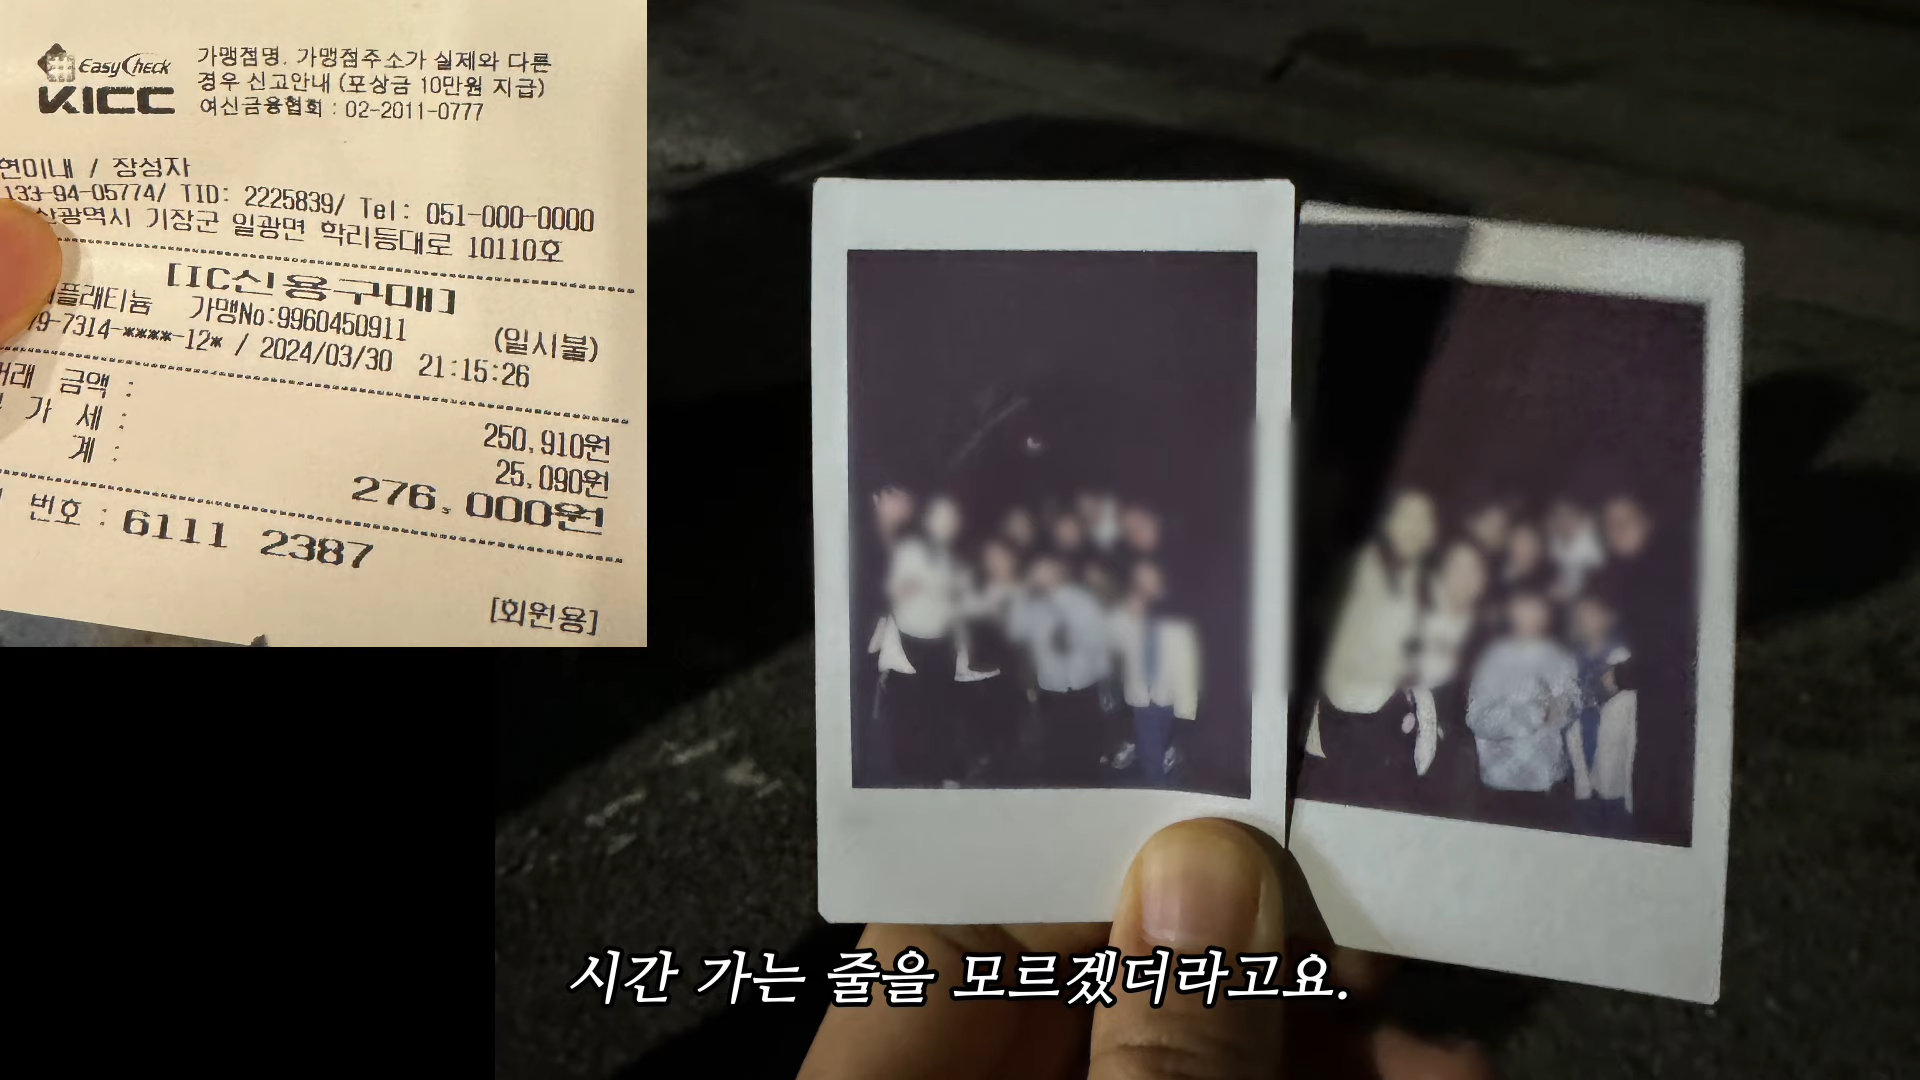 EasyCheck
KICC
가맹점명. 가맹점주소가 실제와 다른
경우 신고안내 (포상금 10만원 지급)
여신금융협회 : 02-2011-0777
현미내 / 장성자
133-94-05774/ TID: 2225839/ Tel: 051-000-0000
산광역시 기장군 일광면 학리등대로 10110호
[IC신용구매]
플래티늄 가맹No:9960450911 (일시불)
79-7314-****-12* / 2024/03/30 21:15:26
거래 금액 : 250,910원
가 세 : 25,090원
계 : 276,000원
번호 : 6111 2387
[회원용]
시간 가는 줄을 모르겠더라고요.